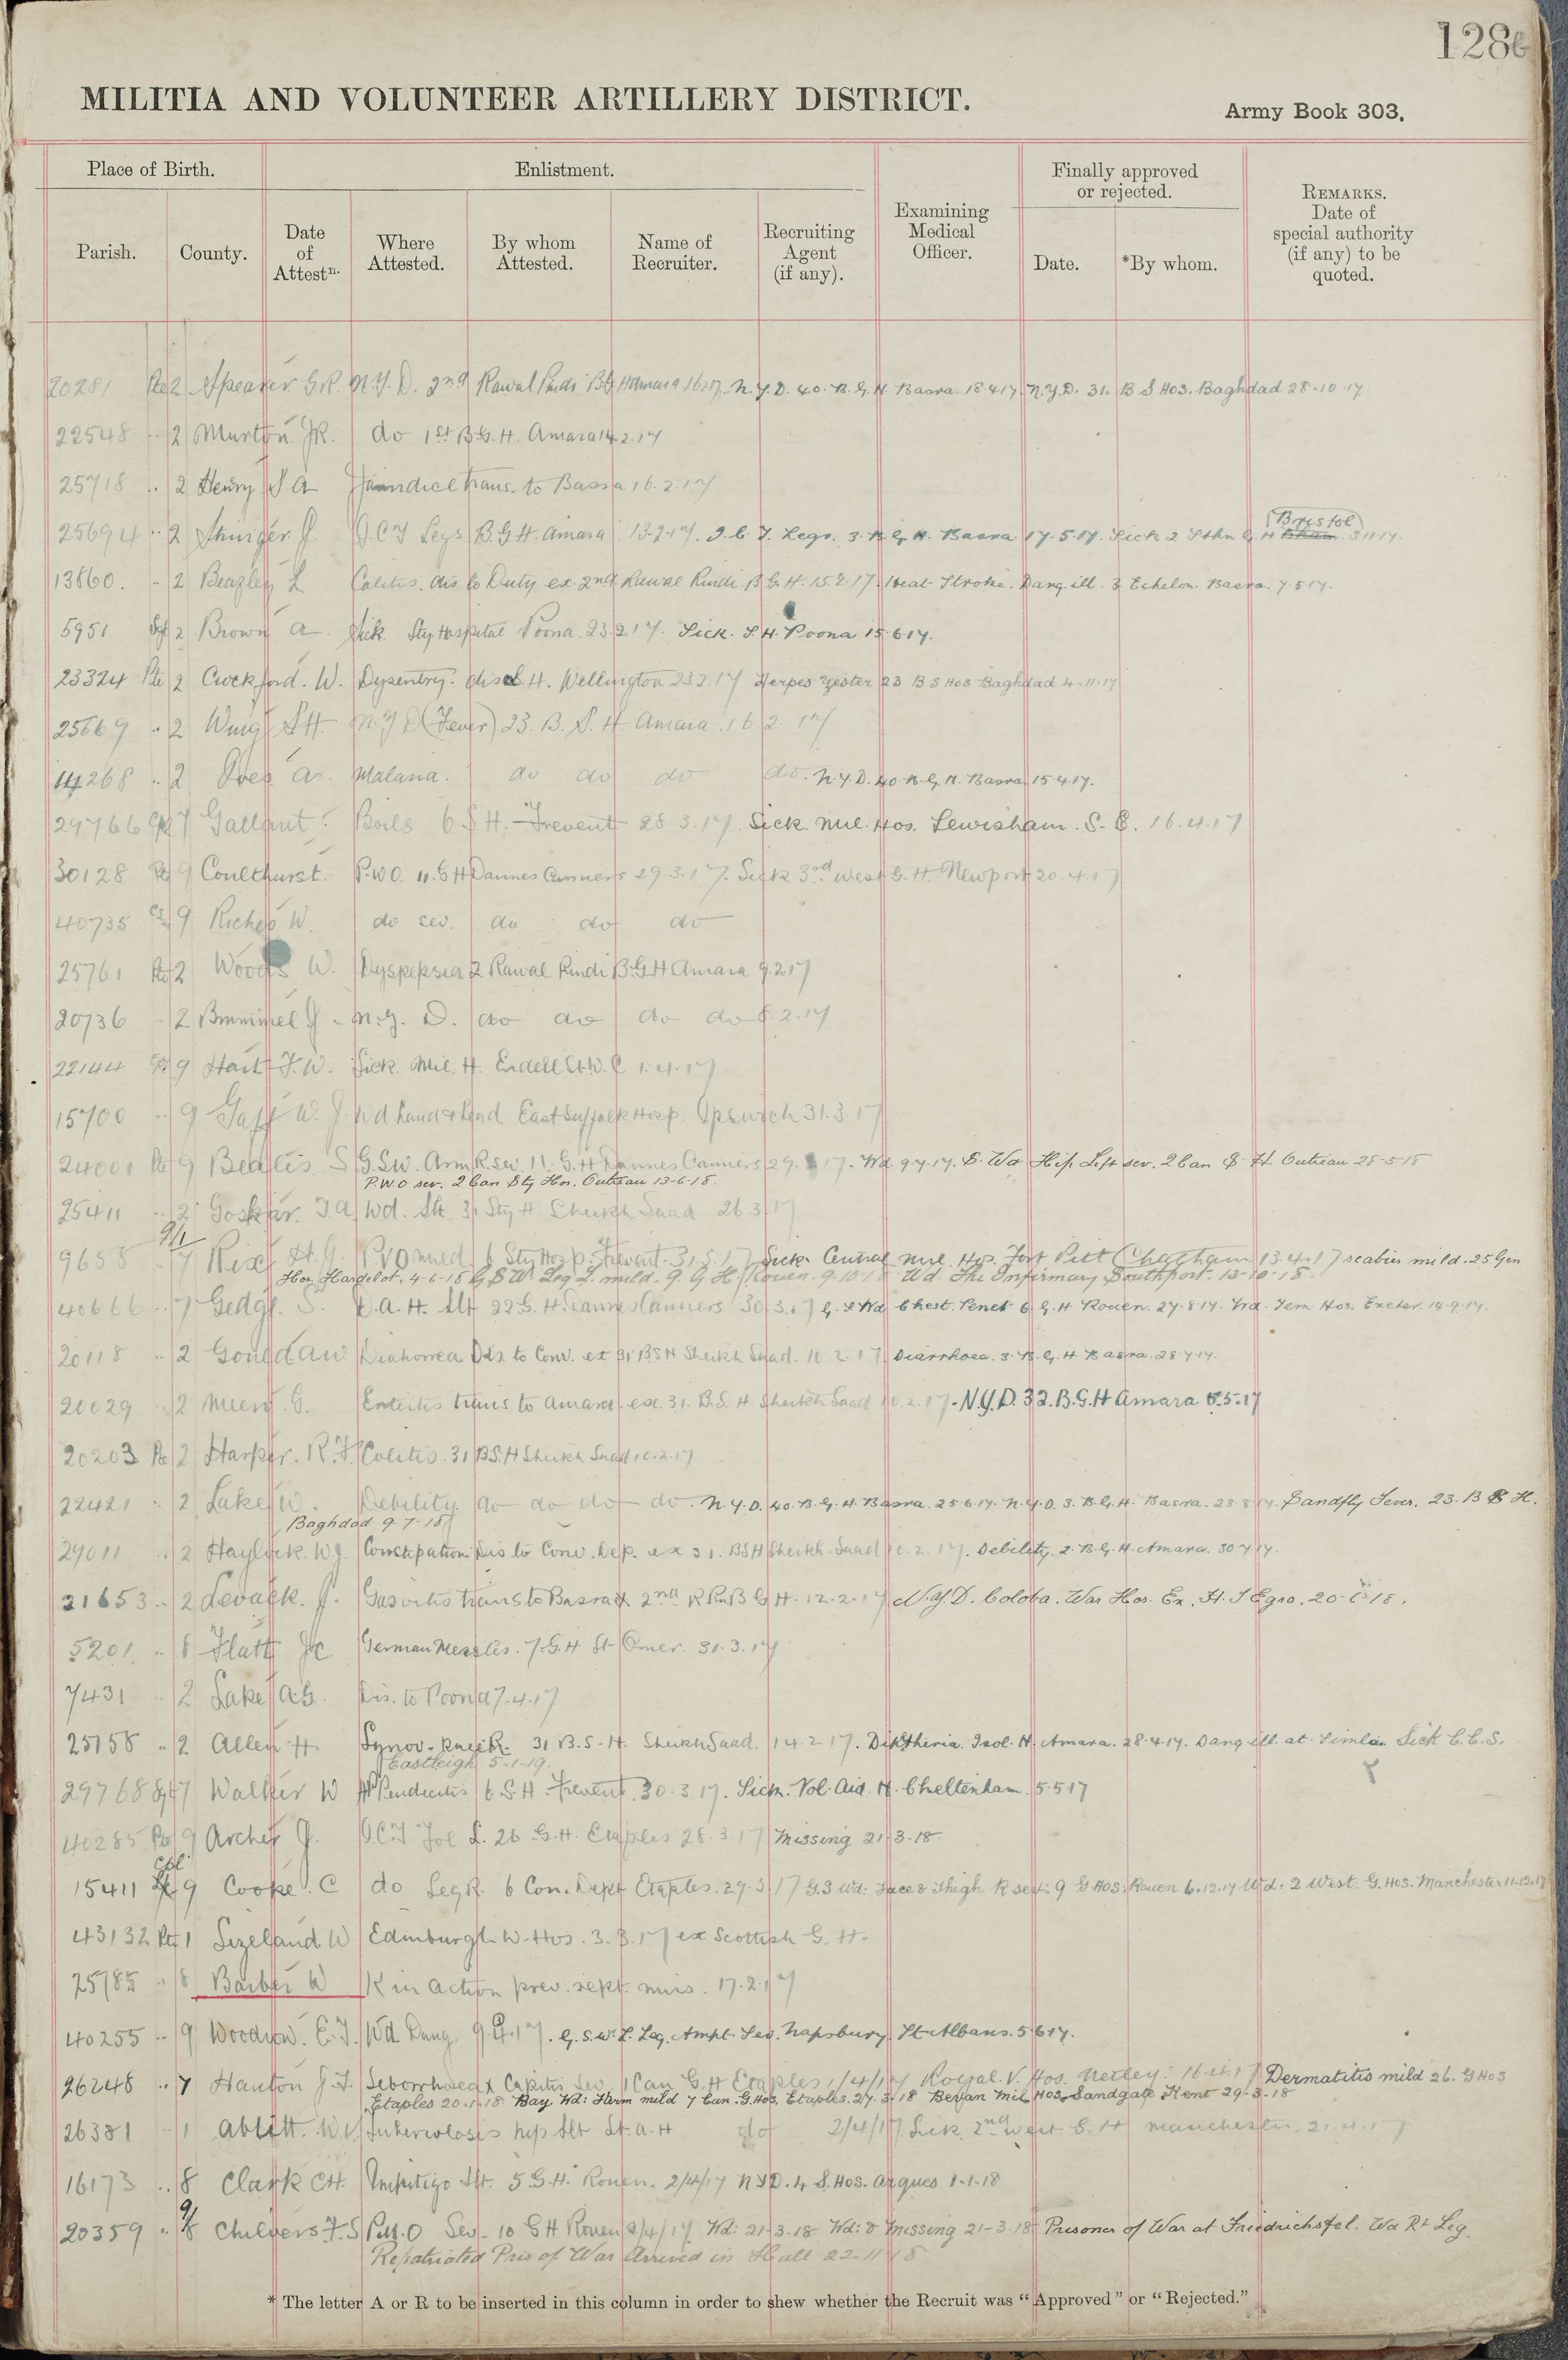 128
MILITIA AND VOLUNTEER ARTILLERY DISTRICT.
Army Book 303.
Place of Birth.
Enlistment.
Finally approved or rejected.
Parish.
County.
Date of Attestn.
Where Attested.
By whom Attested.
Name of Recruiter.
Recruiting Agent (if any).
Examining Medical Officer.
Date.
*By whom.
REMARKS. Date of special authority (if any) to be quoted.
20281 Pte 2 Spearer G.R. N.Y.D. 2nd Rawal Pindi B G H Amara N.Y.D. 40. B.G.H. Basra. 18.4.17. N.Y.D. 31. B S Hos. Baghdad 28-10-17
22548 .. 2 Murton J.R. do 1st B.G.H. Amara 14.2.17
25718 .. 2 Henry S A Jaundice trans. to Basra 16.2.17
25694 .. 2 J. I.C.T Legs B.G.H. Amara 13-2-17. I.C.T. Legs. 3. B.G.H. Basra 17.5.17. Sick 2 Sthn G H Bristol 3 11 17.
13860. .. 2 Beazley L Colitis. dis to Duty ex. 2nd Rawal Pindi B.G.H. 15.2.17. Heat Stroke. Dang. ill. 3 Echelon. Basra. 7.5.17.
5951 Sgt 2 Brown A Sick. Sty Hospital Poona 23.2.17. Sick. S.H. Poona 15.6.17.
23324 Pte 2 Crockford. W. Dysentry. dis S.H. Wellington 23.2.17 Herpes Zester 23 B S Hos Baghdad 4-11-17
25669 .. 2 Wing S H. N.Y.D (Fever) 23. B. S. H. Amara. 16.2.17
14268 .. 2 Ives A. Malaria. do do do do. N.Y.D. 40. B.G.H. Basra 15.4.17.
29766 Cpl 7 Gallant. Boils 6 S.H. Frevent 28.3.17. Sick. Mil. Hos. Lewisham. S.E. 16.4.17
30128 Pte 9 Coulthurst. P.U.O. 11. G H Dannes Camiers 29.3.17. Sick 3rd West G.H. Newport 20.4.17
40735 9 Riches W. do sev. do do do
25761 Pte 2 Woods W. Dyspepsia 2 Rawal Pindi B.G.H Amara 9.2.17
20736 .. 2 Brummel J. N.Y.D. do do do do 8.2.17
22144 9 Hart F.W. Sick. Mil. H. Endell St. W.C 1.4.17
15700 .. 9 Gaff W. J. Wd hand & head East Suffolk Hosp. Ipswich 31.3.17
24001 Pte 9 Beales S G.S.W. Arm R. sev. 11. G.H Dannes Camiers 29. 17. Wd 9.4.17. S. Wd Hip Left sev. 2 Can S. H Outreau 28-5-18
P.U.O sev. 2 Can Sty Hos. Outreau 13-6-18.
25411 .. 2 Goskar. T.A. Wd. Slt. 31 Sty H Sheikh Saad 26.3.17
9658 9/1 7 Rix H.J. P.U.O mild 6 Sty Hosp. Frevent. 31.3.17 Sick Central Mil. Hos. Fort Pitt Chatham 13.4.17 scabies mild. 25 Gen
Hos Hardelot, 4-6-18 G.S.W. Leg L. mild. 9. G H. Rouen. 9.10.18 Wd The Infirmary Southport. 13-10-18.
40666 .. 7 Gedge. S. D.A.H. Slt 22 G.H. Dannes Camiers 30.3.17 G.S Wd Chest. Penet 6. G.H Rouen. 27.8.17. Wd. Tem Hos. Exeter. 14.9.17.
20118 .. 2 Gould A W Diahorrea Dis to Conv. ex 31 B S H Sheikh Saad. 10.2.17 Diarrhoea. 3. B.G.H Basra. 28.7.17.
20029 .. 2 G. Enteritis trans to Amara. ex. 31. B.S.H Sheikh Saad 10.2.17. N.Y.D. 32. B.G.H Amara 8.5.17
20203 Pte 2 Harper. R.F. Colitis. 31 B S.H Sheikh Saad 10.2.17
22421 .. 2 Lake W. Debility. do do do do. N.Y.D. 40. B.G.H. Basra. 25.6.17. N.Y.D. 3. B.G.H. Basra. 23.8.17. Sandfly Fever. 23. B S H.
Baghdad 9-7-18
29011 .. 2 Haylock W.J. Constipation Dis to Conv. Dep. ex 31. B S H Sheikh Saad 10.2.17. Debility. 2. B.G.H. Amara. 30.7.17.
21653 .. 2 Levack. J. trans to Basra ex 2nd R Pin B G H. 12.2.17 N.Y.D. Coloba. War Hos. Ex. H. S Egra, 20- -18.
5201 .. 8 Flatt J.C. German Measles. 7. G.H St Omer. 31.3.17
7431 .. 2 Lake A.G. Dis. to Poona 7.4.17
25758 .. 2 Allen H. Synov. Knee R. 31 B.S.H. Sheikh Saad. 14.2.17. Diptheria. Isol. H. Amara. 28.4.17. Dang. ill. at Simla. Sick C.C.S.
Eastleigh 5-1-19.
29768 Sgt 7 Walker W Appendicitis 6 S.H Frevent. 30.3.17. Sick. Vol. Aid. H. Cheltenham. 5.5.17
40285 Pte 9 Archer J. I.C.T L. 26 G.H. Etaples 28.3.17 Missing 21.3-18.
15411 Cpl 9 Cooke. C do Leg R. 6 Con. Dept Etaples. 29.3.17 G.S Wd: Face & Thigh R sev: 9 G Hos. Rouen 6.12.17 Wd. 2 West. G. Hos. Manchester 11.12.17
43132 Pte 1 Sizeland W Edinburgh W. Hos. 3.3.17 ex Scottish G. H.
25785 .. 8 Barber W K in action prev. rept. miss. 17.2.17
40255 .. 9 Woodrow. E.J. Wd Dang. 9.4.17. G.S.W. L. Leg. Ampt. Sev. Napsbury St Albans. 5 6 17.
26248 .. 7 Hanton J.F. Seborrhoea Capitis Sev 1 Can G.H Etaples 1/4/17 Royal. V. Hos. Netley. 16.4.17 Dermatitis mild 26. G Hos
Etaples 20-1-18. Bay. Wd: Harm mild 7 Can. G. Hos. Etaples. 27.3.18 Bevan Mil Hos. Sandgate Kent 29-3-18
26381 .. 1 Ablitt. W. Tuberculosis hip slt St. a. H do 2/4/17 Sick. 2nd West G. H Manchester. 21.4.17
16173 .. 8 Clark C H. Impitigo slt. 5 G.H. Rouen. 2/4/17 N Y D. 4 S. Hos. Arques 1-1-18
20359 .. 9/8 Chilvers F. S P.U.O Sev. 10 G H Rouen 2/4/17 Wd: 21-3-18 Wd: & Missing 21-3-18 Prisoner of War at Friedrichsfel. Wd Rt Leg.
Repatriated Pris of War Arrived in Hull 22-11-18
* The letter A or R to be inserted in this column in order to shew whether the Recruit was "Approved" or "Rejected."